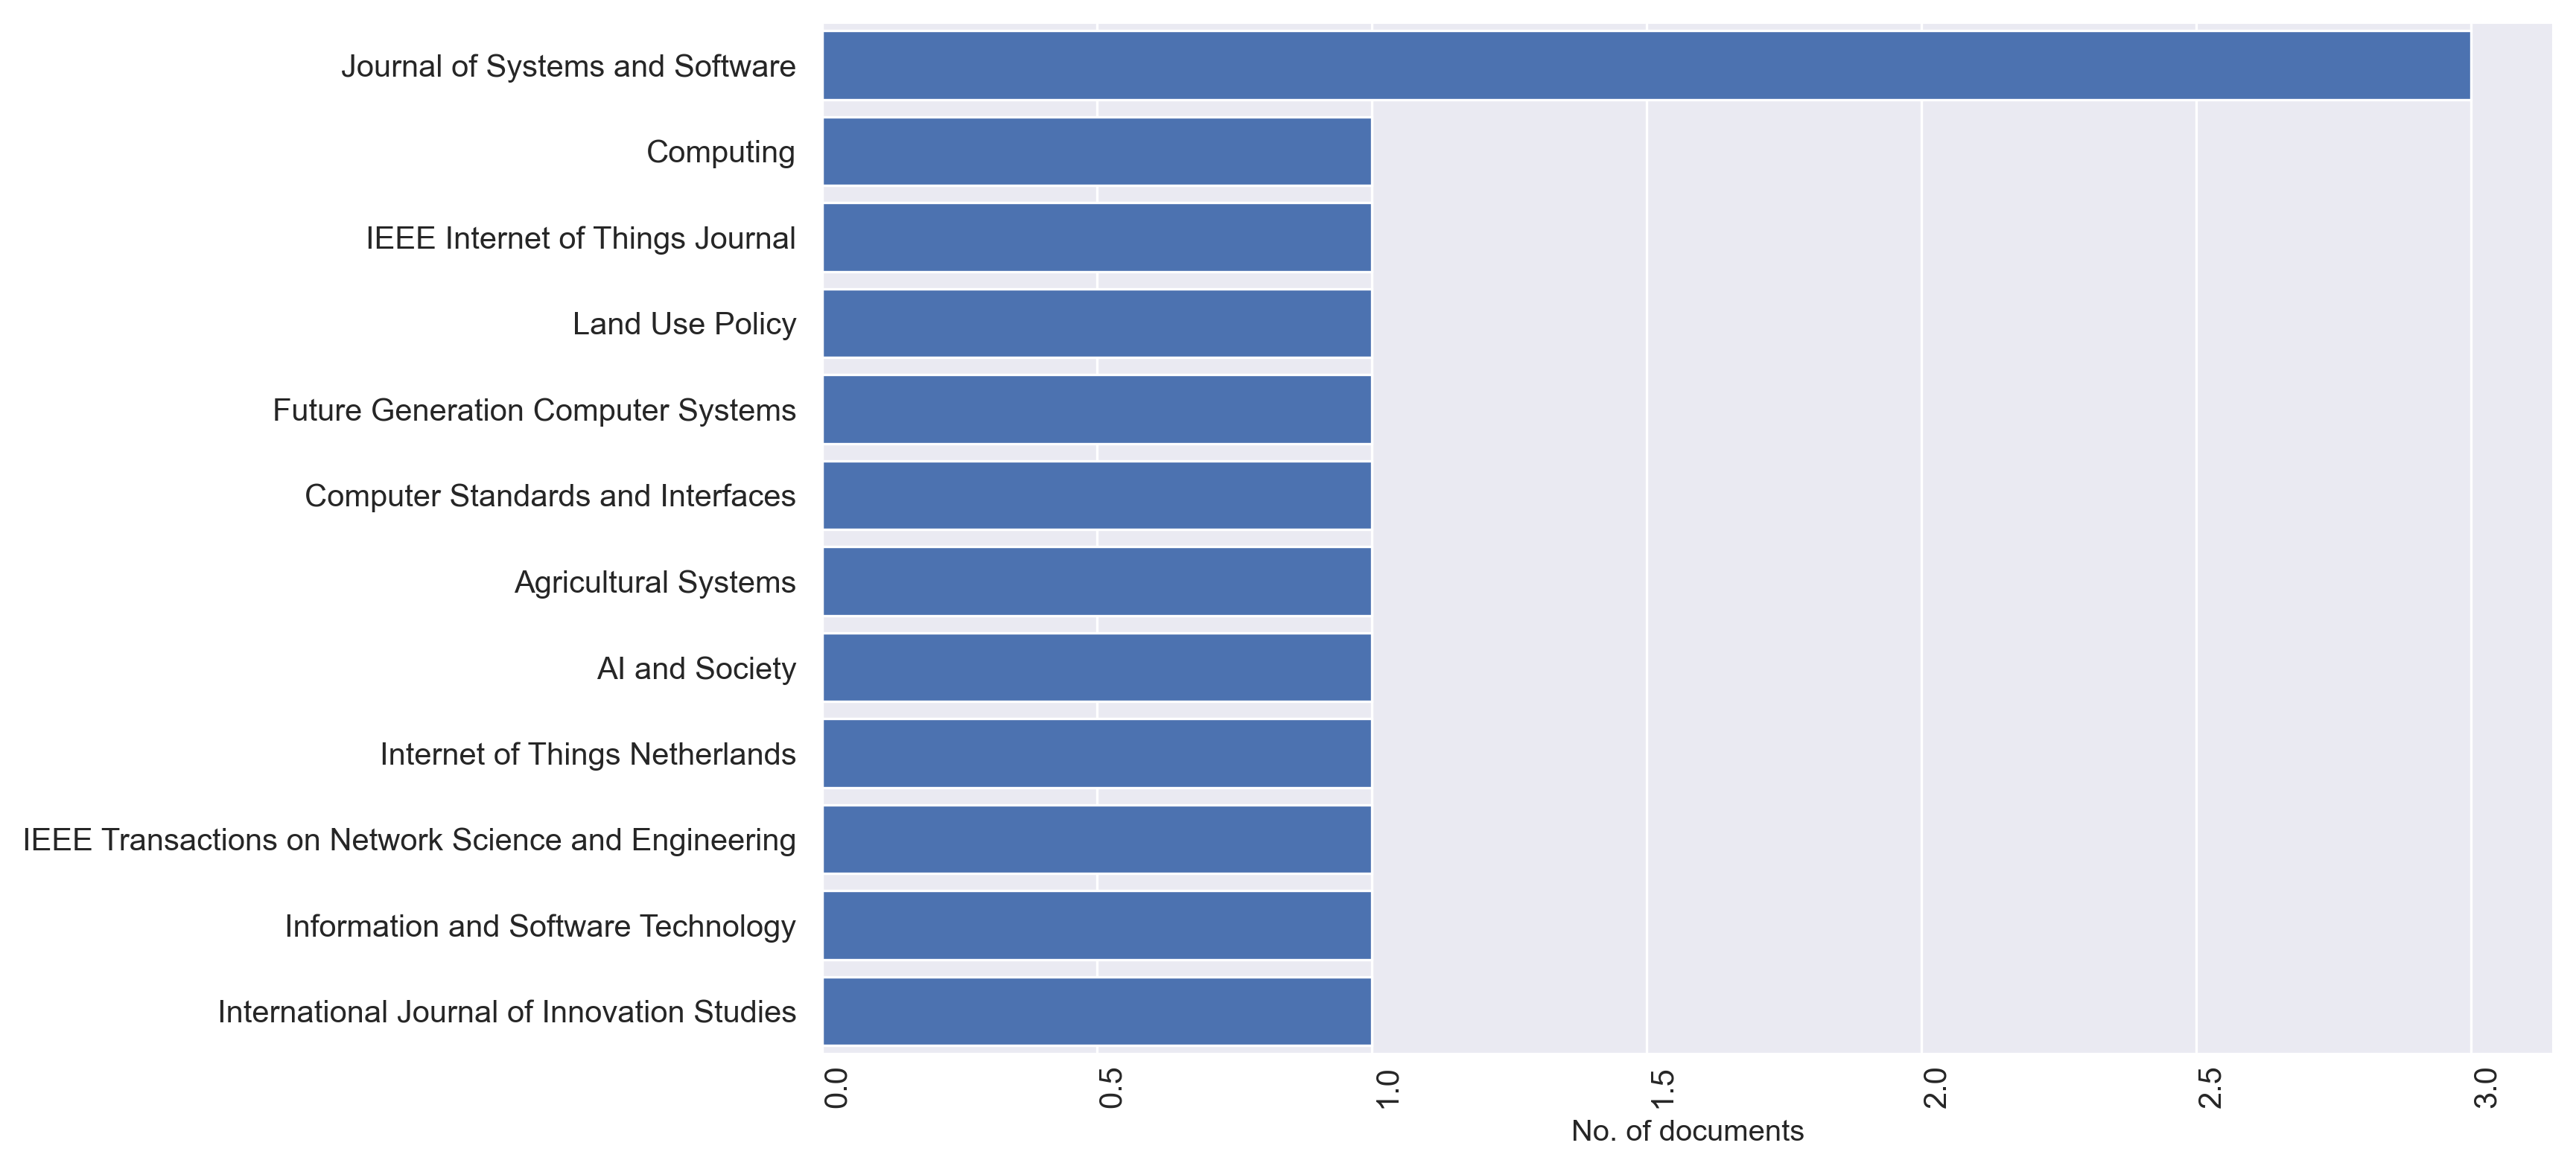 Journal of Systems and Software
Computing
IEEE Internet of Things Journal
Land Use Policy
Future Generation Computer Systems
Computer Standards and Interfaces
Agricultural Systems
AI and Society
Internet of Things Netherlands
IEEE Transactions on Network Science and Engineering
Information and Software Technology
International Journal of Innovation Studies
0.0
0.5
1.0
1.5
2.0
2.5
3.0
No. of documents